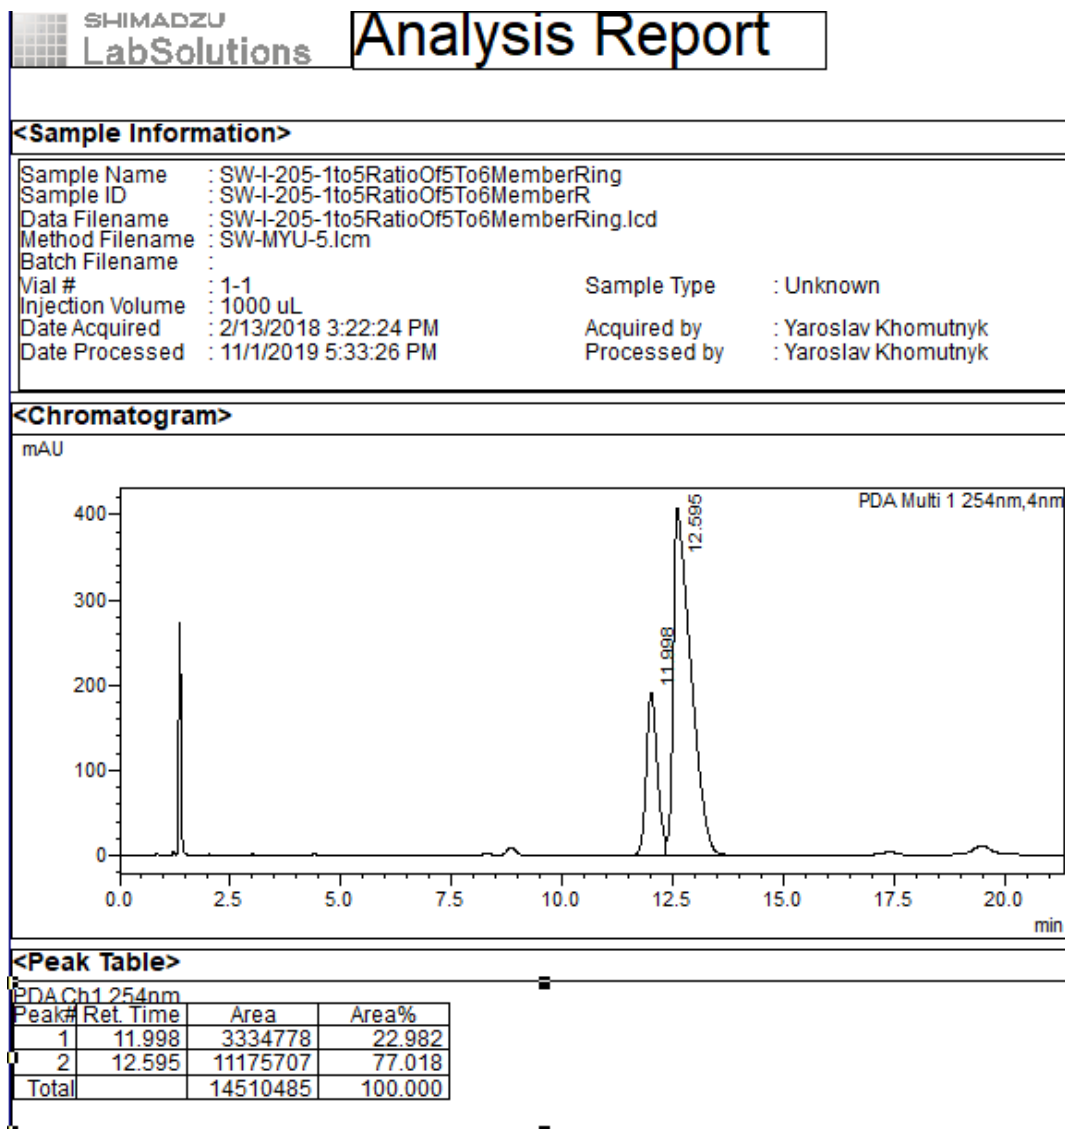 SHIMADZU
LabSolutions
Analysis Report
<Sample Information>
Sample Name : SW-I-205-1to5RatioOf5To6MemberRing
Sample ID : SW-I-205-1to5RatioOf5To6MemberR
Data Filename : SW-I-205-1to5RatioOf5To6MemberRing.lcd
Method Filename : SW-MYU-5.lcm
Batch Filename :
Vial # : 1-1 Sample Type : Unknown
Injection Volume : 1000 uL
Date Acquired : 2/13/2018 3:22:24 PM Acquired by : Yaroslav Khomutnyk
Date Processed : 11/1/2019 5:33:26 PM Processed by : Yaroslav Khomutnyk
<Chromatogram>
mAU
PDA Multi 1 254nm,4nm
400
300
200
100
0
11.998
12.595
0.0 2.5 5.0 7.5 10.0 12.5 15.0 17.5 20.0
min
<Peak Table>
PDA Ch1 254nm
Peak# Ret. Time Area Area%
1 11.998 3334778 22.982
2 12.595 11175707 77.018
Total 14510485 100.000